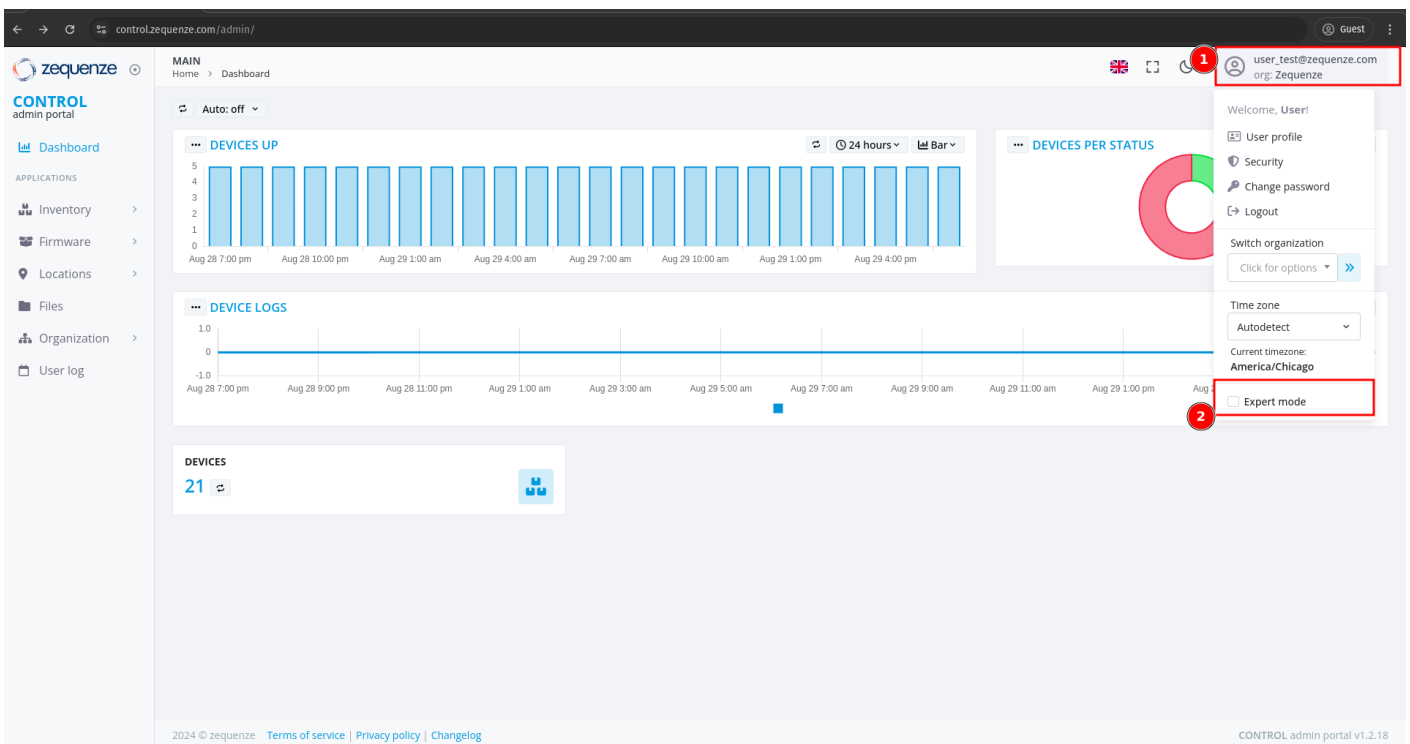 control.zequenze.com/admin/
Guest
zequenze
CONTROL
admin portal
Dashboard
APPLICATIONS
Inventory
Firmware
Locations
Files
Organization
User log
MAIN
Home > Dashboard
1
user_test@zequenze.com
org: Zequenze
Auto: off
DEVICES UP
24 hours
Bar
5
4
3
2
1
0
Aug 28 7:00 pm Aug 28 10:00 pm Aug 29 1:00 am Aug 29 4:00 am Aug 29 7:00 am Aug 29 10:00 am Aug 29 1:00 pm Aug 29 4:00 pm
DEVICES PER STATUS
Welcome, User!
User profile
Security
Change password
Logout
Switch organization
Click for options
Time zone
Autodetect
Current timezone:
America/Chicago
2
Expert mode
DEVICE LOGS
1.0
0
-1.0
Aug 28 7:00 pm Aug 28 9:00 pm Aug 28 11:00 pm Aug 29 1:00 am Aug 29 3:00 am Aug 29 5:00 am Aug 29 7:00 am Aug 29 9:00 am Aug 29 11:00 am Aug 29 1:00 pm Aug
DEVICES
21
2024 © zequenze Terms of service | Privacy policy | Changelog
CONTROL admin portal v1.2.18